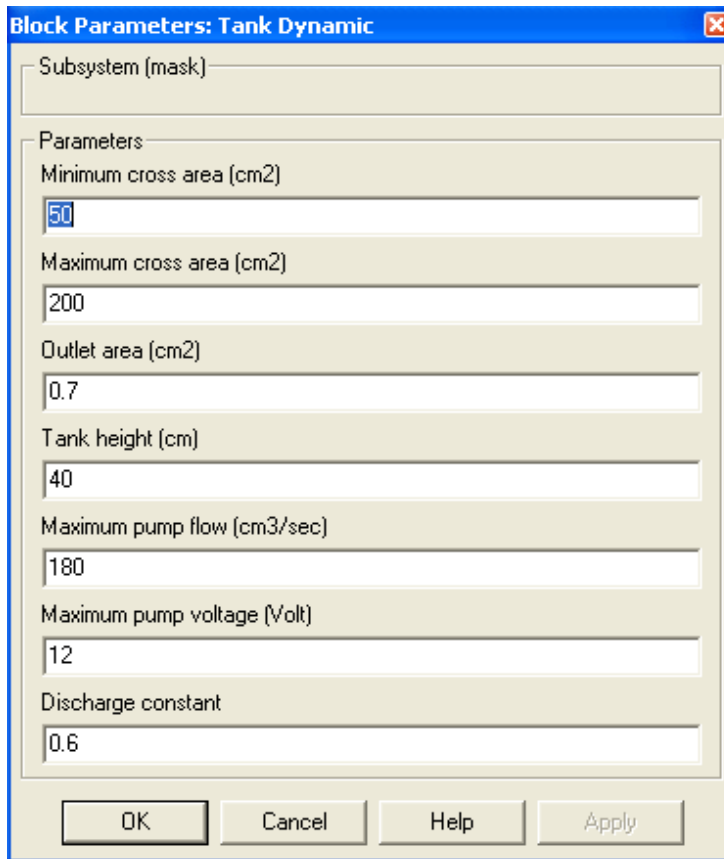 Block Parameters: Tank Dynamic
Subsystem (mask)
Parameters
Minimum cross area (cm2)
50
Maximum cross area (cm2)
200
Outlet area (cm2)
0.7
Tank height (cm)
40
Maximum pump flow (cm3/sec)
180
Maximum pump voltage (Volt)
12
Discharge constant
0.6
OK Cancel Help Apply